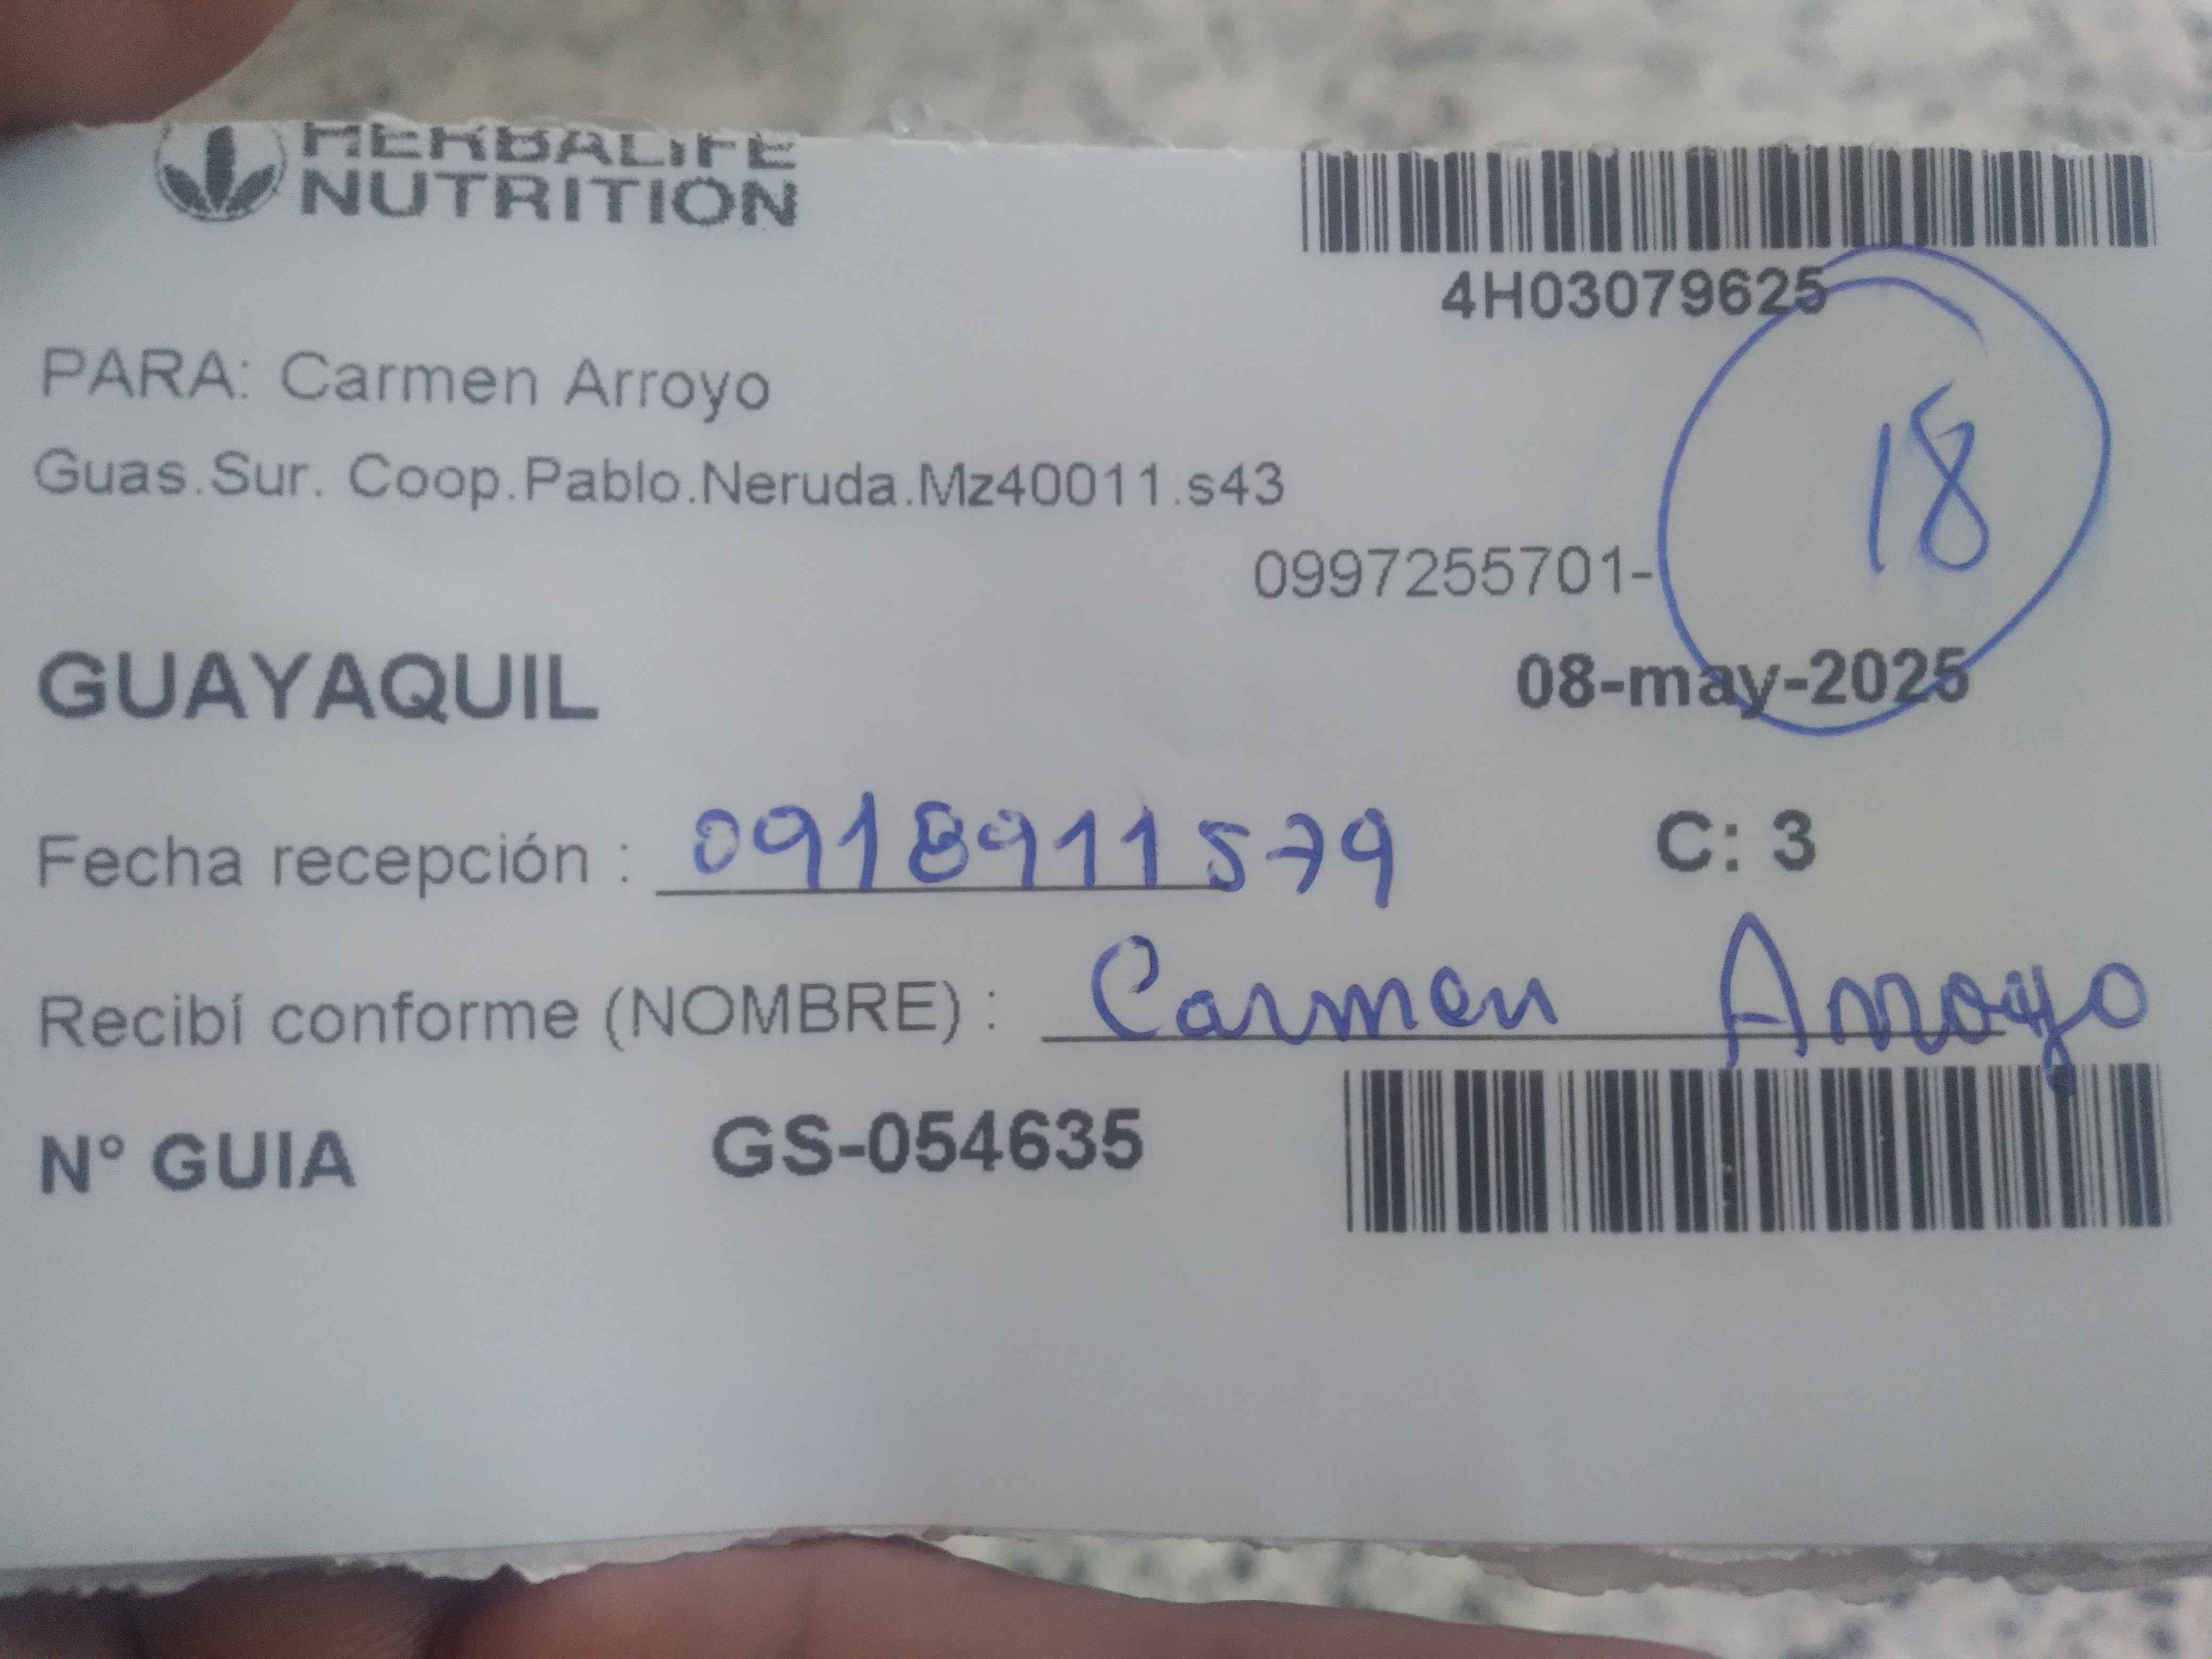 HERBALIFE
NUTRITION
4H03079625
PARA: Carmen Arroyo
18
Guas.Sur. Coop.Pablo.Neruda.Mz40011.s43
0997255701-
GUAYAQUIL
08-may-2025
Fecha recepción : 0918911579
C: 3
Recibí conforme (NOMBRE) : Carmen Arroyo
N° GUIA GS-054635